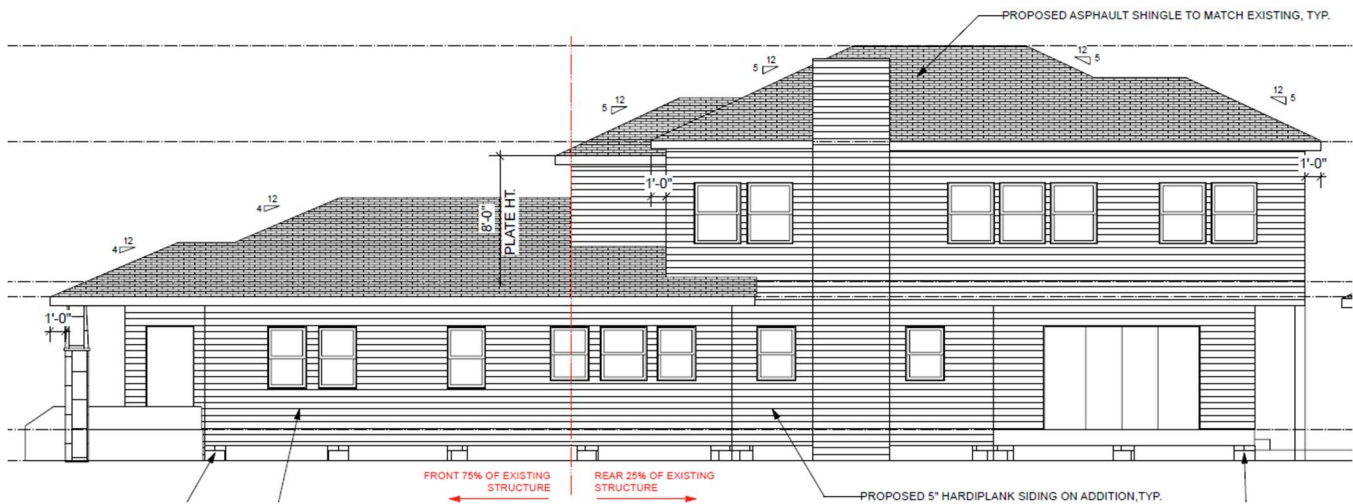 PROPOSED ASPHAULT SHINGLE TO MATCH EXISTING, TYP.
12
5
12
5
12
5
12
5
12
4
12
4
8'-0"
PLATE HT.
1'-0"
1'-0"
1'-0"
FRONT 75% OF EXISTING
STRUCTURE
REAR 25% OF EXISTING
STRUCTURE
PROPOSED 5" HARDIPLANK SIDING ON ADDITION,TYP.